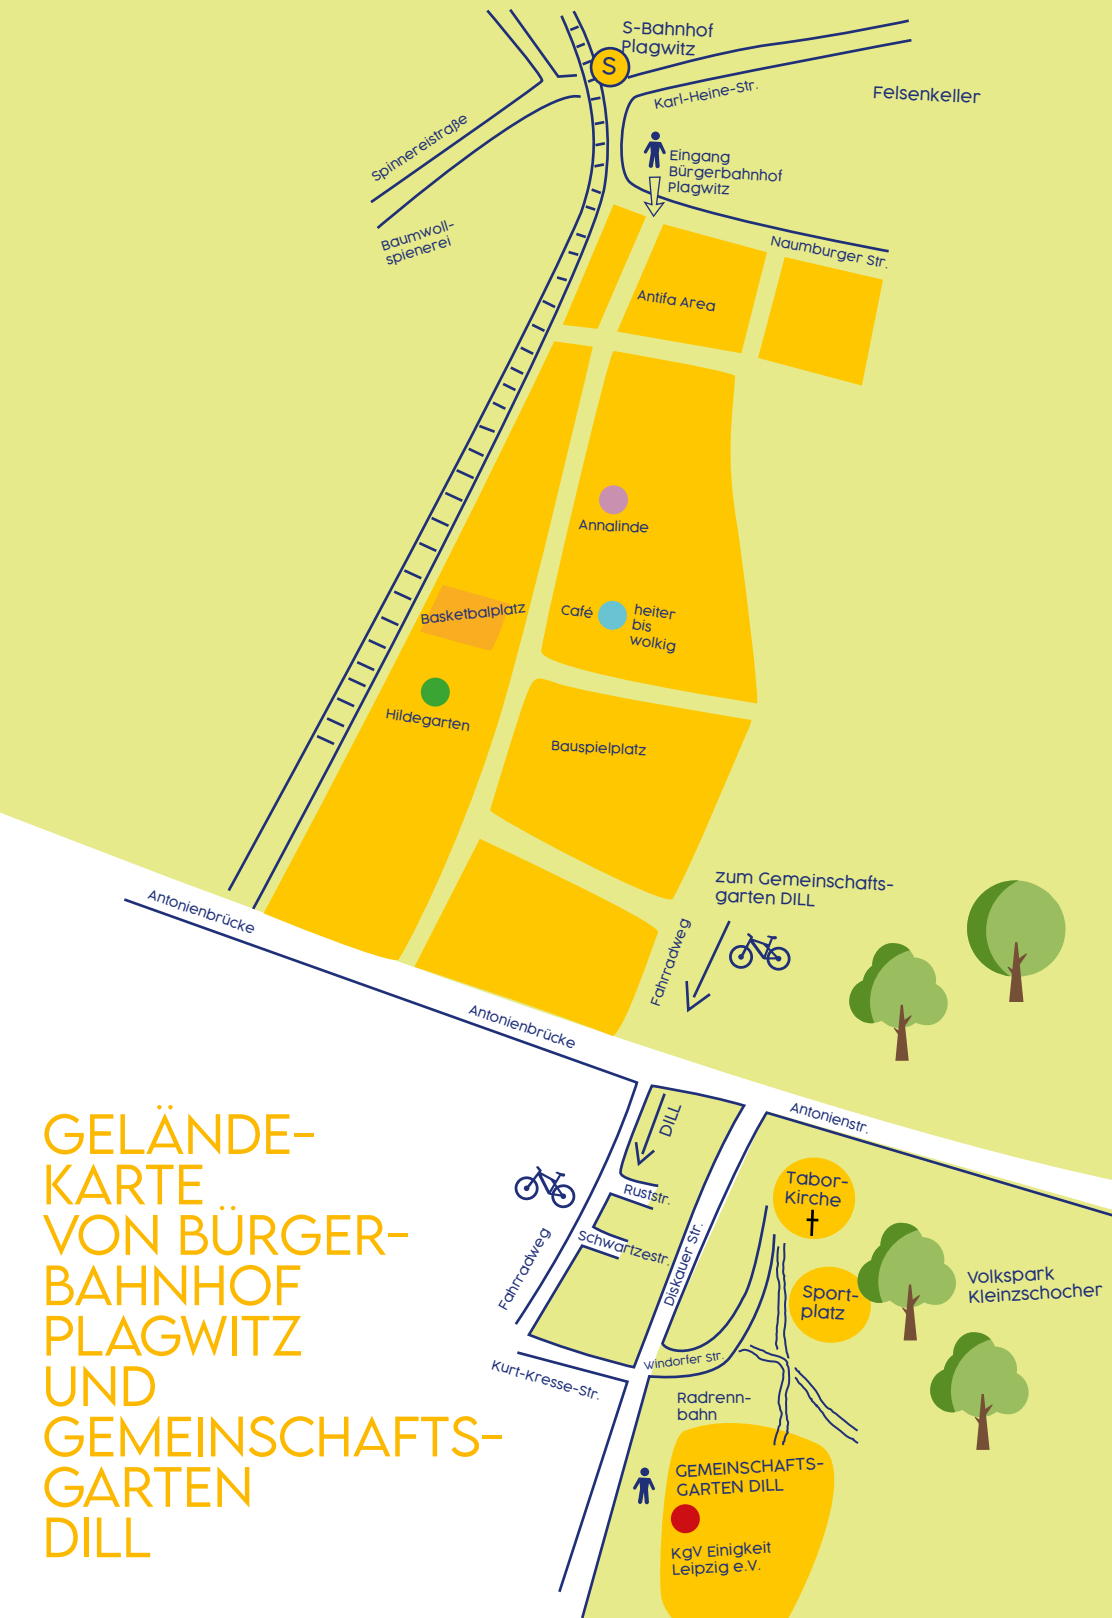 S-Bahnhof
Plagwitz
S
Karl-Heine-Str.
Felsenkeller
Spinnereistraße
Eingang
Bürgerbahnhof
Plagwitz
Baumwoll-
spienerei
Naumburger Str.
Antifa Area
Annalinde
Basketbalplatz
Café
heiter
bis
wolkig
Hildegarten
Bauspielplatz
zum Gemeinschafts-
garten DILL
Fahrradweg
Antonienbrücke
Antonienbrücke
DILL
Antonienstr.
Ruststr.
Schwartzestr.
Fahrradweg
Diskauer Str.
Tabor-
Kirche
Sport-
platz
Volkspark
Kleinzschocher
Windorfer Str.
Kurt-Kresse-Str.
Radrenn-
bahn
GEMEINSCHAFTS-
GARTEN DILL
KgV Einigkeit
Leipzig e.V.
GELÄNDE-
KARTE
VON BÜRGER-
BAHNHOF
PLAGWITZ
UND
GEMEINSCHAFTS-
GARTEN
DILL